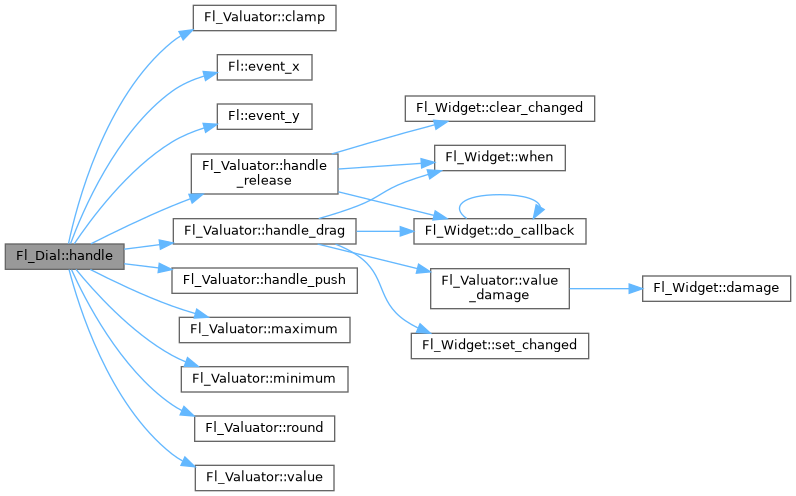 Fl_Valuator::clamp
Fl::event_x
Fl::event_y
Fl_Valuator::handle
_release
Fl_Valuator::handle_drag
Fl_Dial::handle
Fl_Valuator::handle_push
Fl_Valuator::maximum
Fl_Valuator::minimum
Fl_Valuator::round
Fl_Valuator::value
Fl_Widget::clear_changed
Fl_Widget::when
Fl_Widget::do_callback
Fl_Valuator::value
_damage
Fl_Widget::set_changed
Fl_Widget::damage